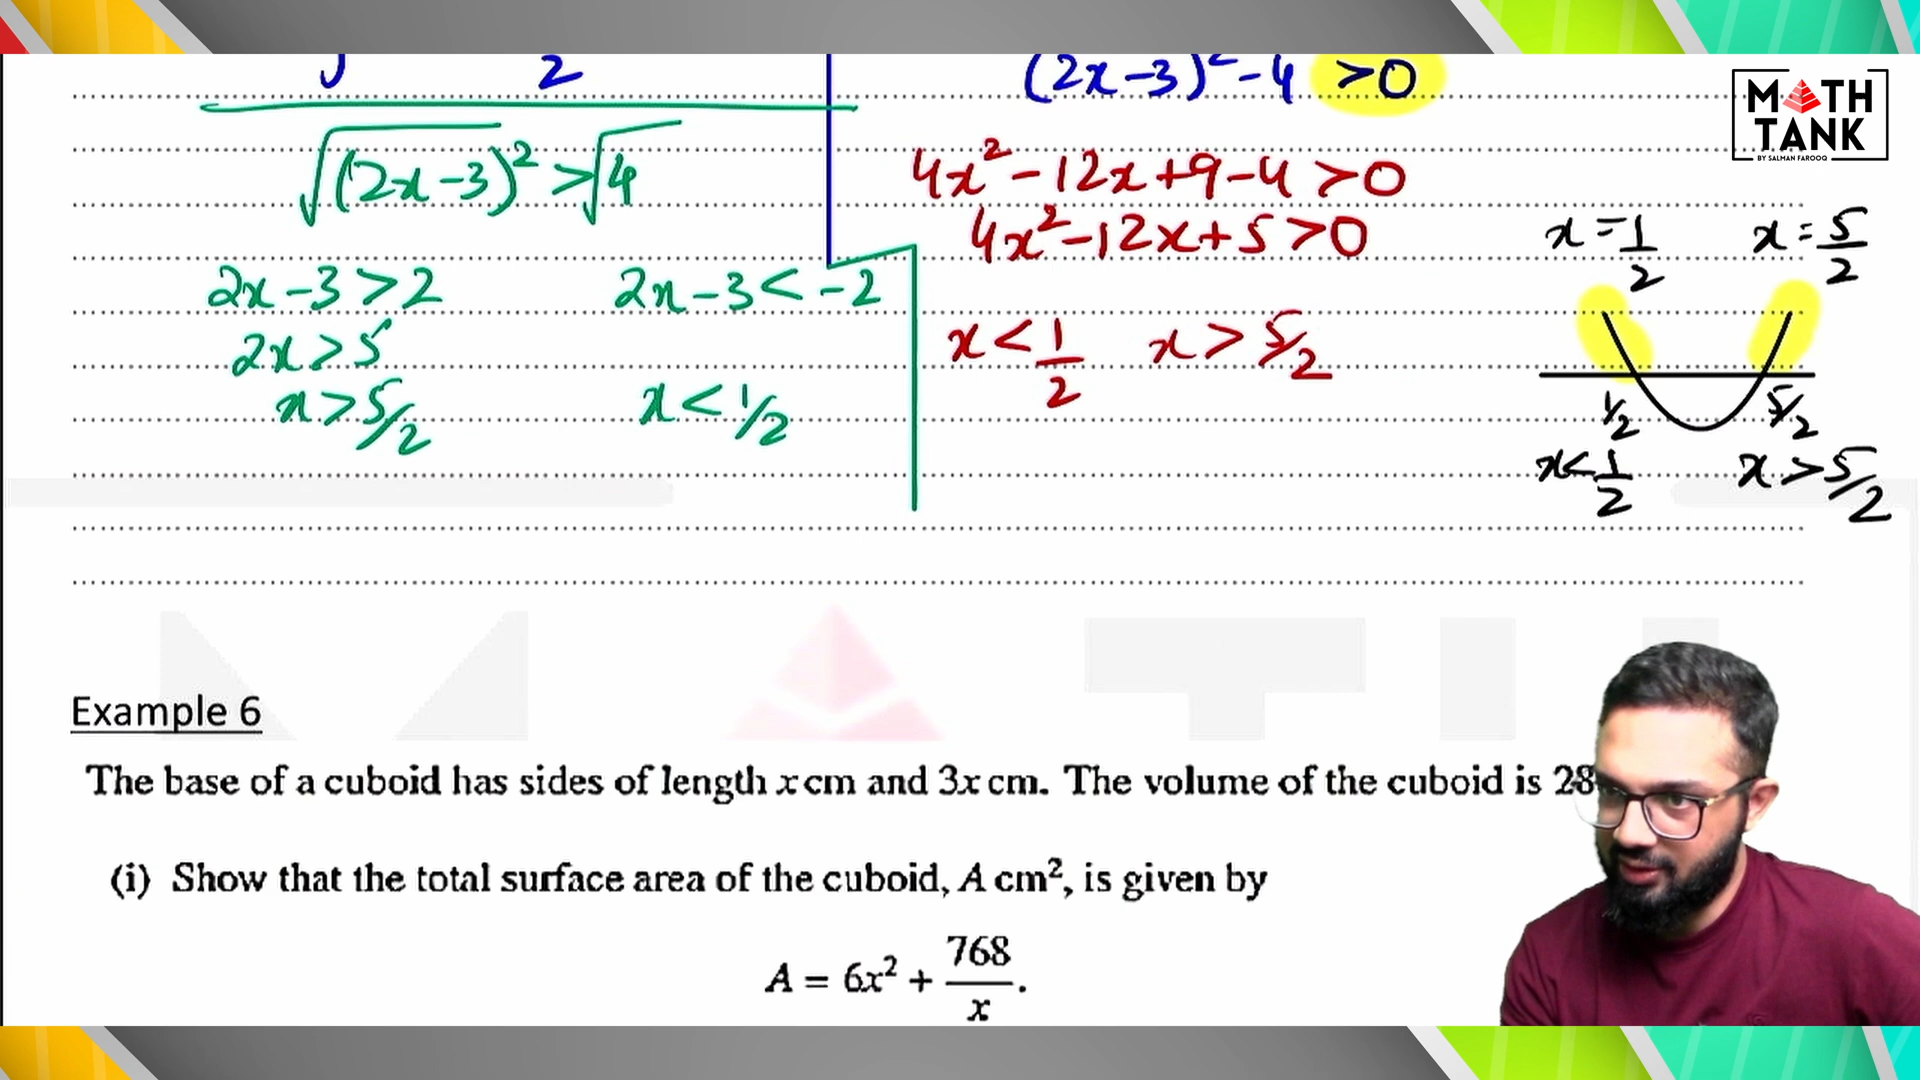 2
(2x-3)²-4 >0
MATH
TANK
BY SALMAN FAROOQ
√(2x-3)² > √4
2x-3>2
2x>5
x>5/2
2x-3<-2
x<1/2
4x²-12x+9-4>0
4x²-12x+5>0
x<1/2 x>5/2
x=1/2 x=5/2
1/2 5/2
x<1/2 x>5/2
Example 6
The base of a cuboid has sides of length x cm and 3x cm. The volume of the cuboid is 28
(i) Show that the total surface area of the cuboid, A cm², is given by
A = 6x² + 768/x.